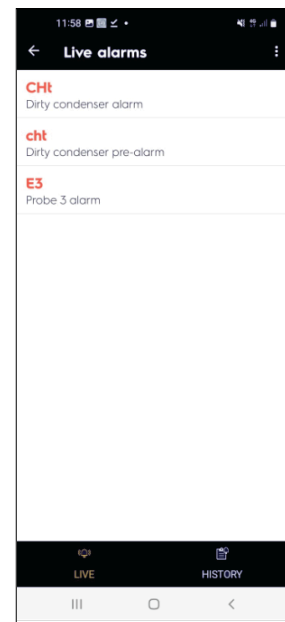 11:58
Live alarms
CHt
Dirty condenser alarm
cht
Dirty condenser pre-alarm
E3
Probe 3 alarm
LIVE HISTORY